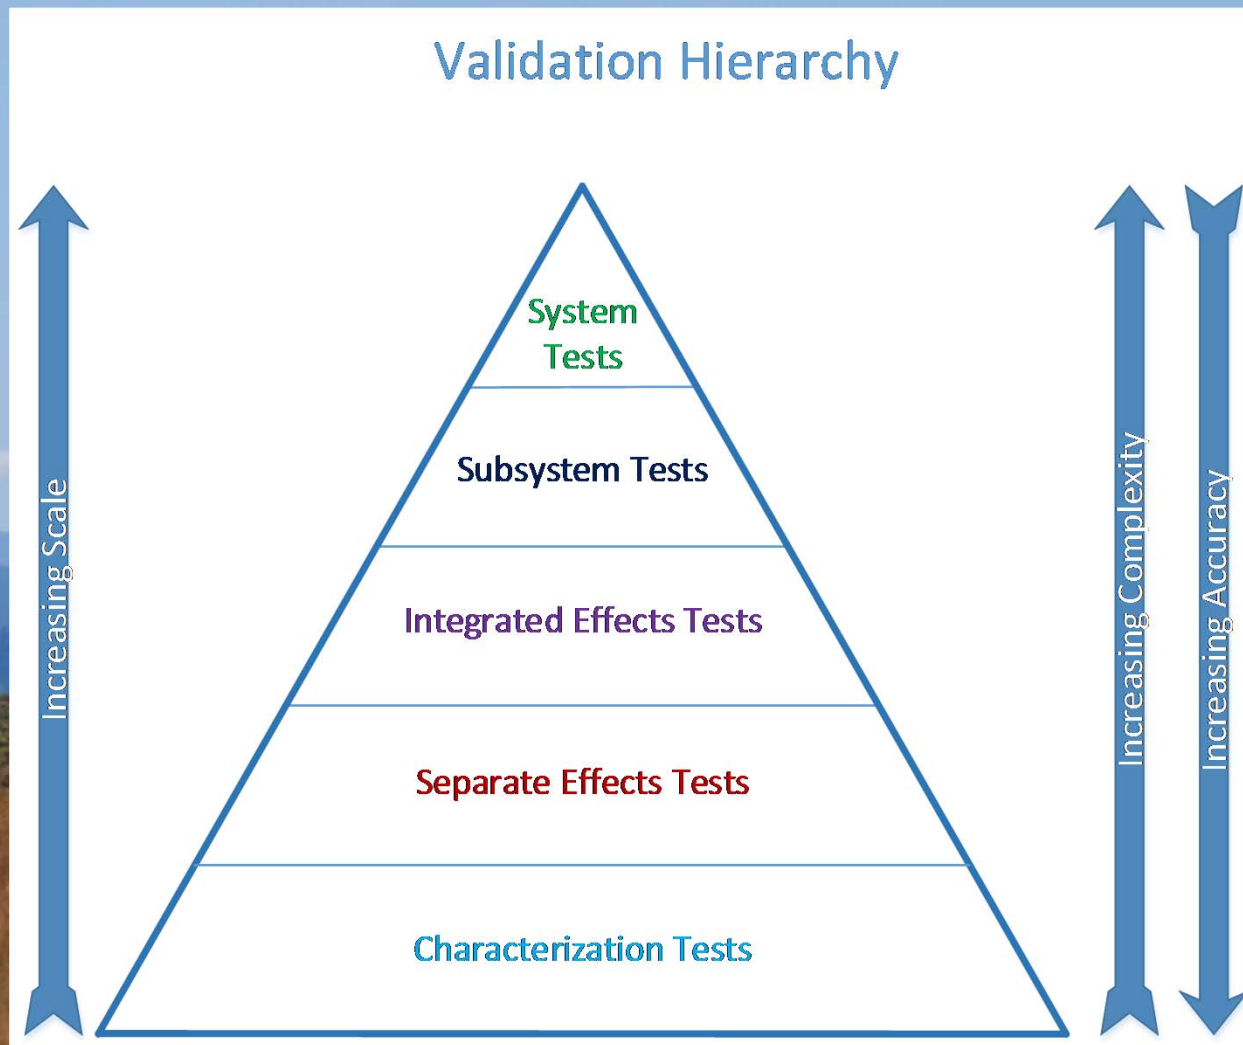 Validation Hierarchy
System
Tests
Subsystem Tests
Integrated Effects Tests
Separate Effects Tests
Characterization Tests
Increasing Scale
Increasing Complexity
Increasing Accuracy